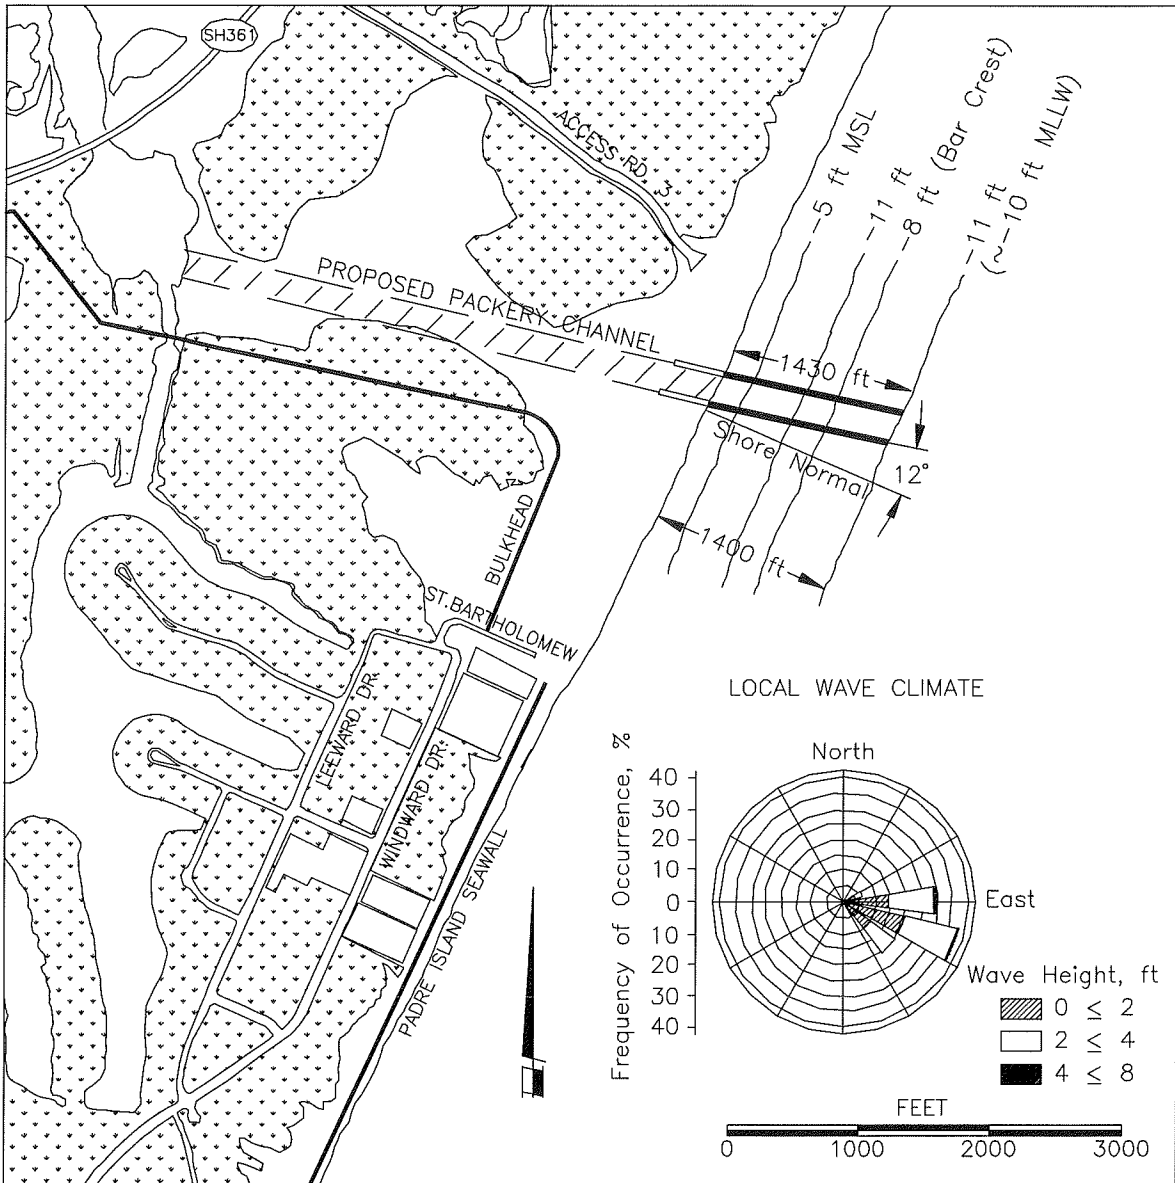 SH361
ACCESS RD 3
-5 ft MSL
-11 ft
-8 ft (Bar Crest)
-11 ft
(~-10 ft MLLW)
PROPOSED PACKERY CHANNEL
1430 ft
Shore Normal
12°
1400 ft
BULKHEAD
ST.BARTHOLOMEW
LEEWARD DR.
WINDWARD DR.
PADRE ISLAND SEAWALL
LOCAL WAVE CLIMATE
Frequency of Occurrence, %
40
30
20
10
0
10
20
30
40
North
East
Wave Height, ft
0 ≤ 2
2 ≤ 4
4 ≤ 8
FEET
0 1000 2000 3000